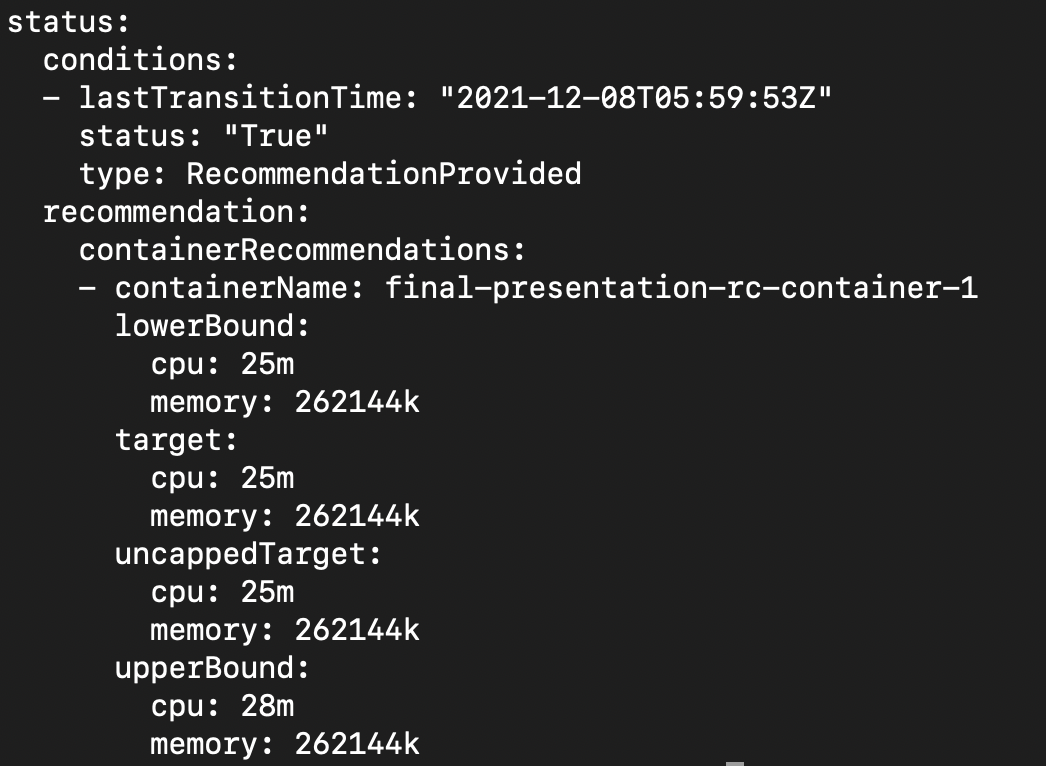 status:
  conditions:
  - lastTransitionTime: "2021-12-08T05:59:53Z"
    status: "True"
    type: RecommendationProvided
  recommendation:
    containerRecommendations:
    - containerName: final-presentation-rc-container-1
      lowerBound:
        cpu: 25m
        memory: 262144k
      target:
        cpu: 25m
        memory: 262144k
      uncappedTarget:
        cpu: 25m
        memory: 262144k
      upperBound:
        cpu: 28m
        memory: 262144k